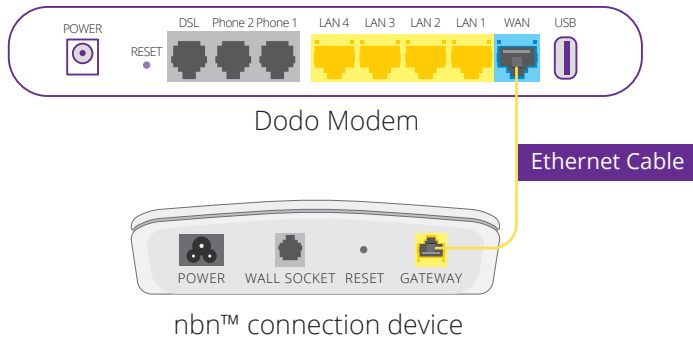 POWER
RESET
DSL Phone 2 Phone 1 LAN 4 LAN 3 LAN 2 LAN 1 WAN USB
Dodo Modem
Ethernet Cable
POWER WALL SOCKET RESET GATEWAY
nbn™ connection device